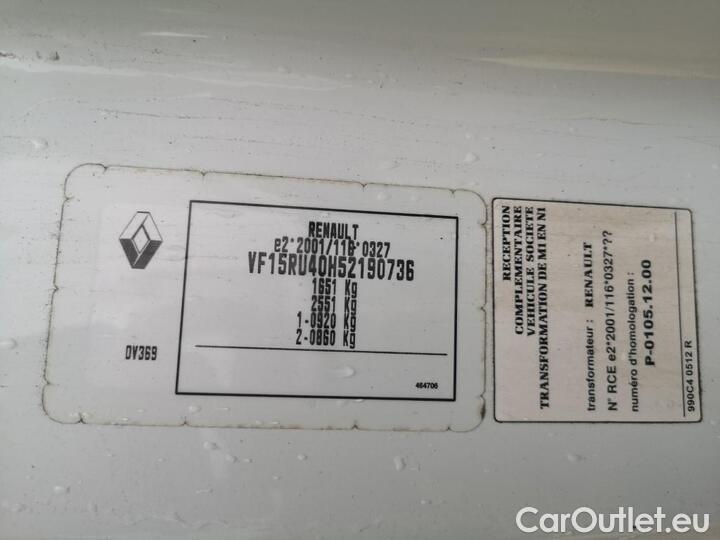 RENAULT
e2*2001/116*0327
VF15RU40H52190736
1651 Kg
2551 Kg
1-0920 Kg
2-0860 Kg
DV369
464706
RECEPTION
COMPLEMENTAIRE
VEHICULE SOCIETE
TRANSFORMATION DE M1 EN N1
transformateur : RENAULT
N° RCE e2*2001/116*0327*??
numéro d'homologation :
P-0105.12.00
990C4 0512 R
CarOutlet.eu